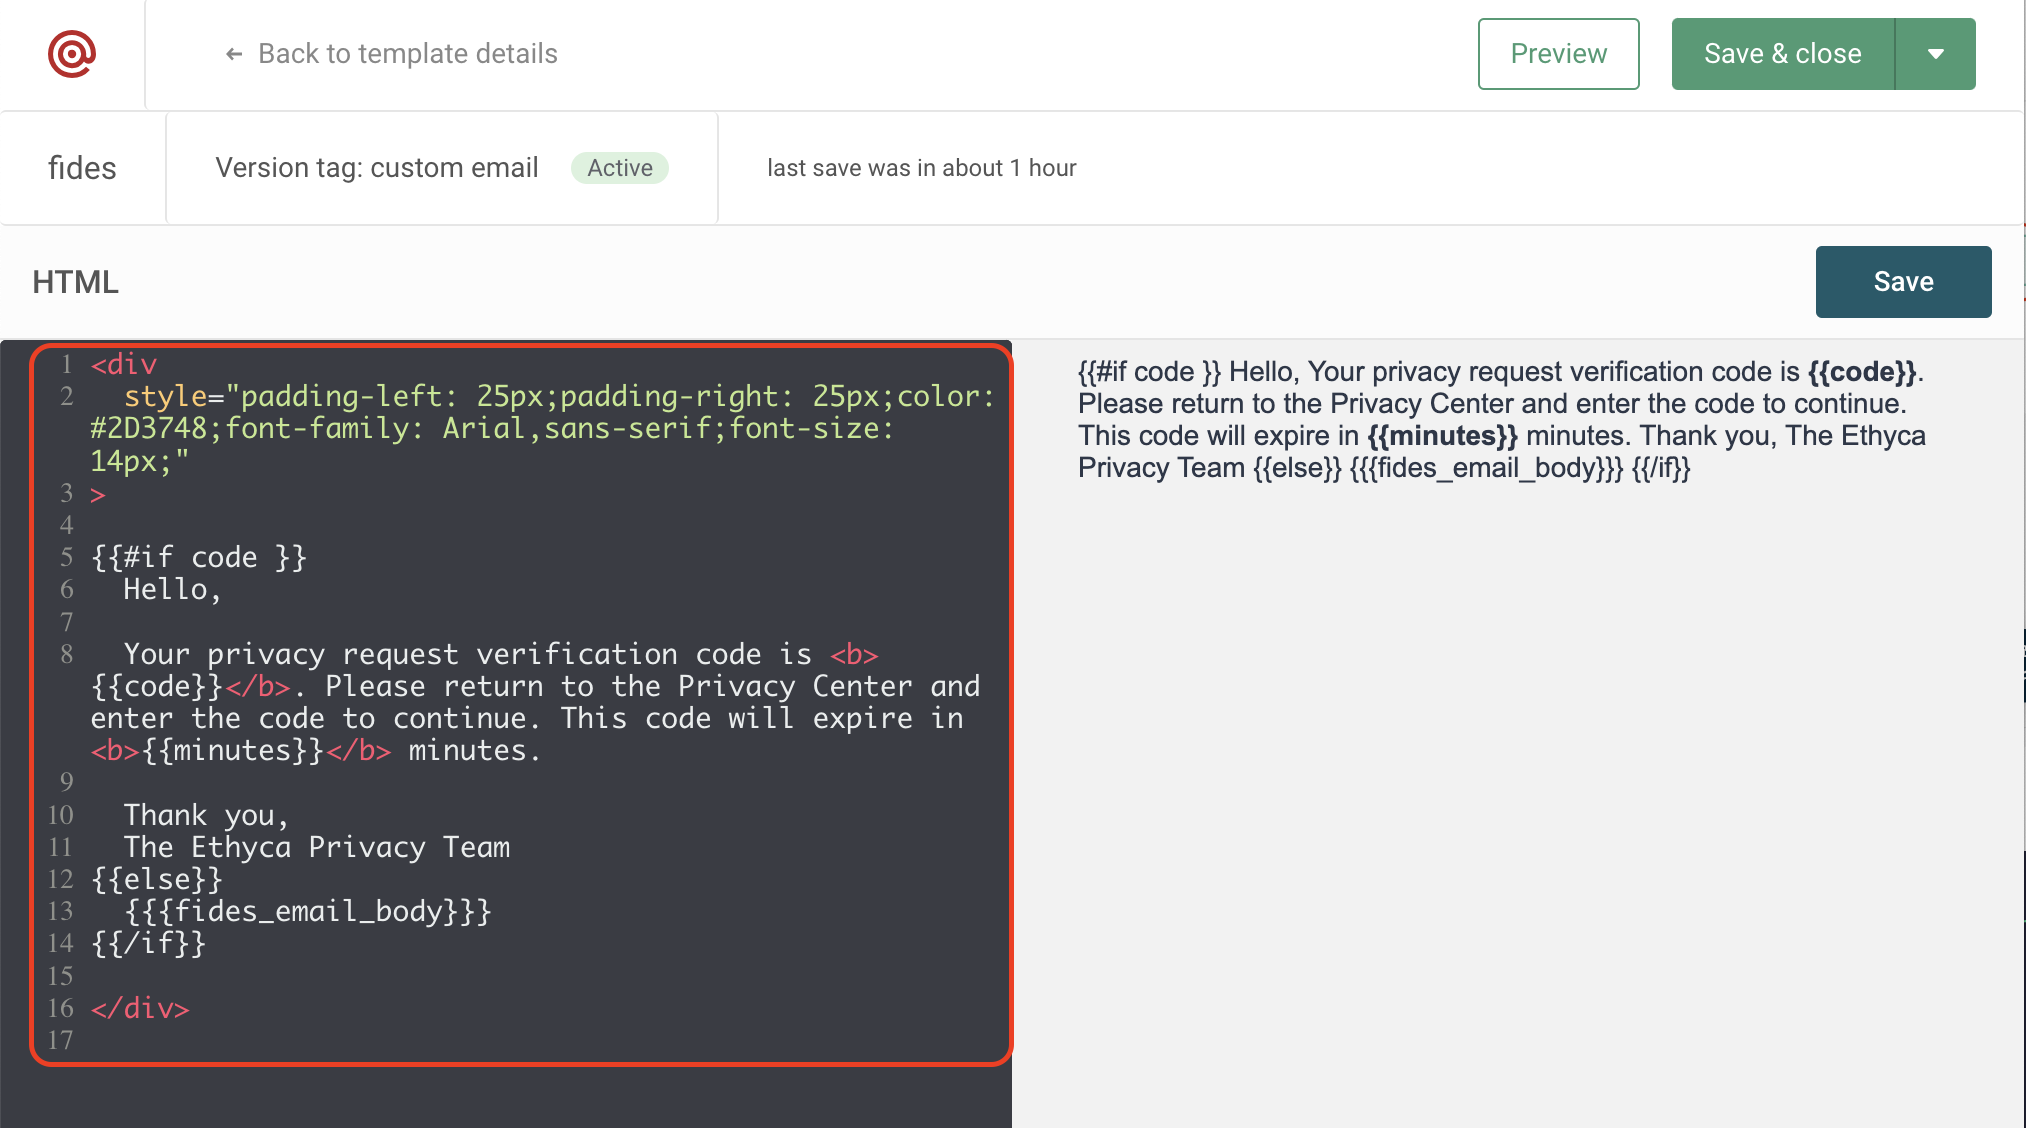 ← Back to template details
Preview
Save & close
fides
Version tag: custom email
Active
last save was in about 1 hour
HTML
Save
1 <div
2   style="padding-left: 25px;padding-right: 25px;color:
#2D3748;font-family: Arial,sans-serif;font-size:
14px;"
3 >
4
5 {{#if code }}
6   Hello,
7
8   Your privacy request verification code is <b>
{{code}}</b>. Please return to the Privacy Center and
enter the code to continue. This code will expire in
<b>{{minutes}}</b> minutes.
9
10   Thank you,
11   The Ethyca Privacy Team
12 {{else}}
13   {{{fides_email_body}}}
14 {{/if}}
15
16 </div>
17
{{#if code }} Hello, Your privacy request verification code is {{code}}.
Please return to the Privacy Center and enter the code to continue.
This code will expire in {{minutes}} minutes. Thank you, The Ethyca
Privacy Team {{else}} {{{fides_email_body}}} {{/if}}